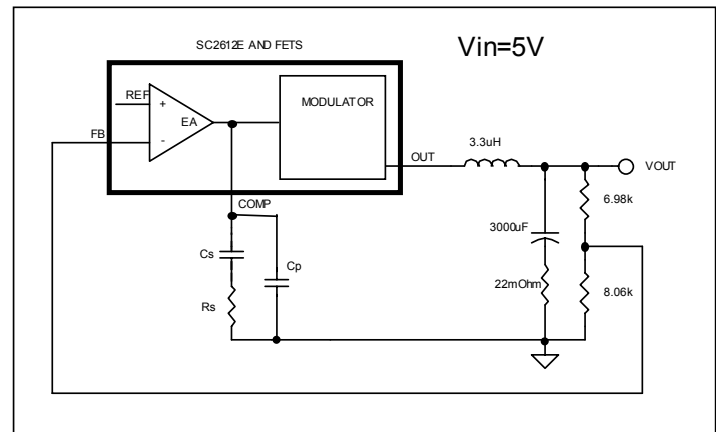 SC2612E AND FETS
Vin=5V
REF
+
EA
-
MODULATOR
FB
OUT
3.3uH
VOUT
6.98k
COMP
3000uF
Cs
Cp
22mOhm
8.06k
Rs